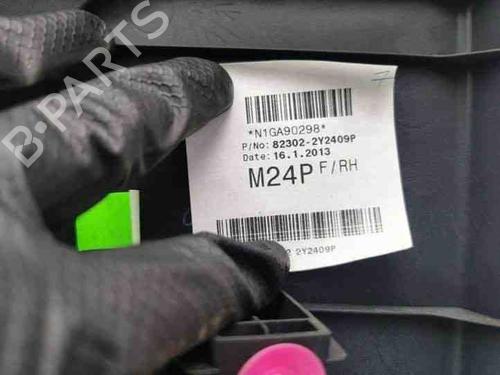 B-PARTS
*N1GA90298*
P/No: 82302-2Y2409P
Date: 16.1.2013
M24P F/RH
2Y2409P